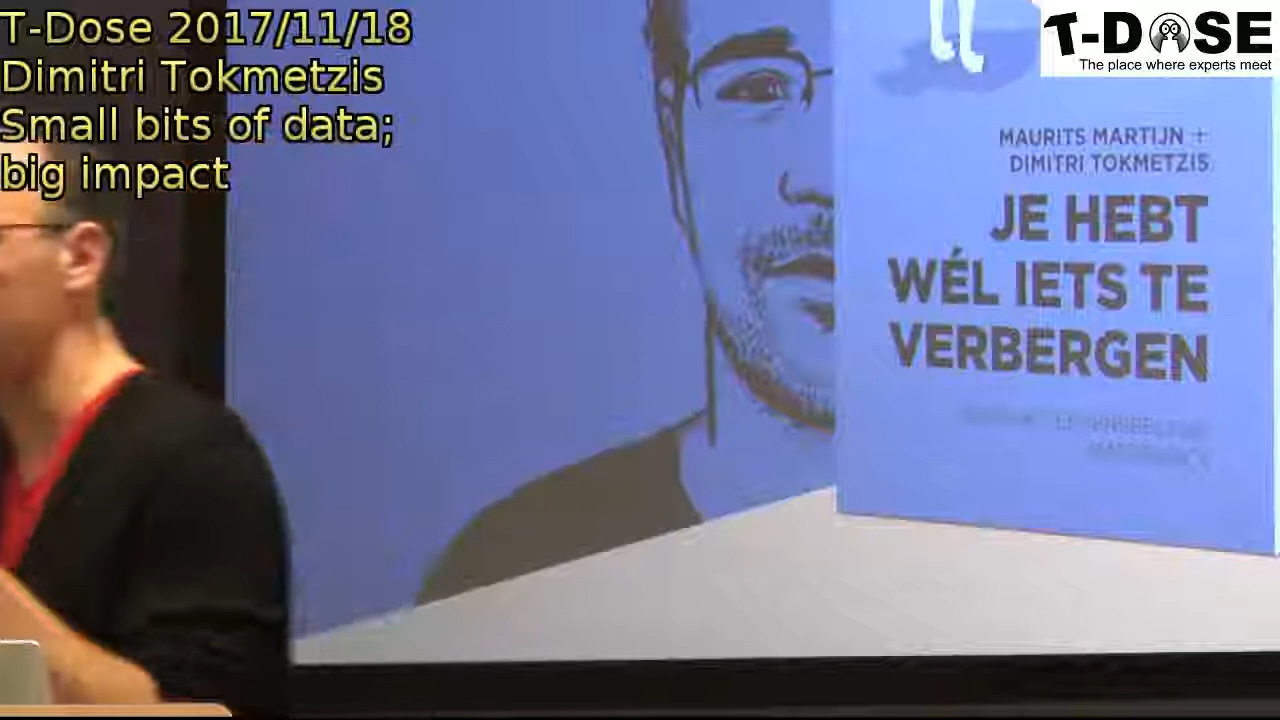 T-Dose 2017/11/18
Dimitri Tokmetzis
Small bits of data;
big impact
T-DOSE
The place where experts meet
MAURITS MARTIJN +
DIMITRI TOKMETZIS
JE HEBT
WÉL IETS TE
VERBERGEN